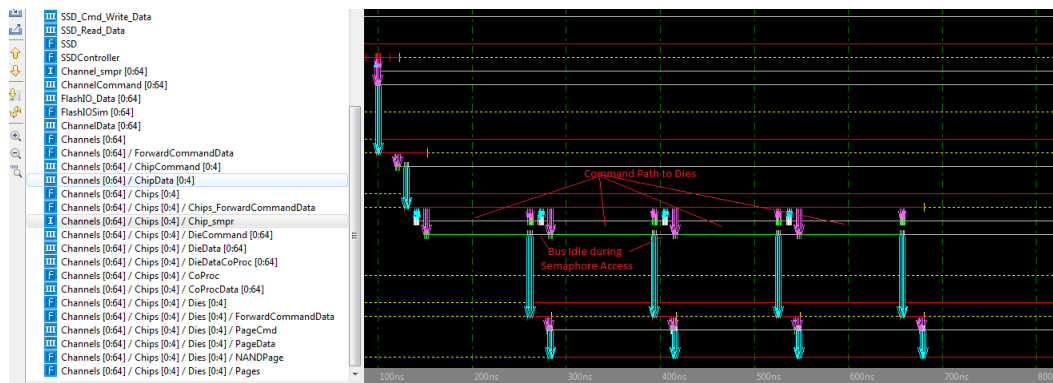 SSD_Cmd_Write_Data
SSD_Read_Data
SSD
SSDController
Channel_smpr [0:64]
ChannelCommand [0:64]
FlashIO_Data [0:64]
FlashIOSim [0:64]
ChannelData [0:64]
Channels [0:64]
Channels [0:64] / ForwardCommandData
Channels [0:64] / ChipCommand [0:4]
Channels [0:64] / ChipData [0:4]
Channels [0:64] / Chips [0:4]
Channels [0:64] / Chips [0:4] / Chips_ForwardCommandData
Channels [0:64] / Chips [0:4] / Chip_smpr
Channels [0:64] / Chips [0:4] / DieCommand [0:64]
Channels [0:64] / Chips [0:4] / DieData [0:64]
Channels [0:64] / Chips [0:4] / DieDataCoProc [0:64]
Channels [0:64] / Chips [0:4] / CoProc
Channels [0:64] / Chips [0:4] / CoProcData [0:64]
Channels [0:64] / Chips [0:4] / Dies [0:4]
Channels [0:64] / Chips [0:4] / Dies [0:4] / ForwardCommandData
Channels [0:64] / Chips [0:4] / Dies [0:4] / PageCmd
Channels [0:64] / Chips [0:4] / Dies [0:4] / PageData
Channels [0:64] / Chips [0:4] / Dies [0:4] / NANDPage
Channels [0:64] / Chips [0:4] / Dies [0:4] / Pages
Command Path to Dies
Bus Idle during
Semaphore Access
100ns 200ns 300ns 400ns 500ns 600ns 700ns 800